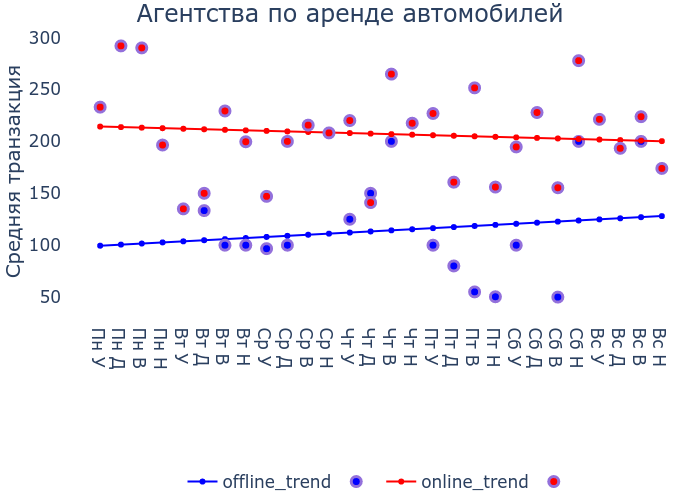 Агентства по аренде автомобилей
Средняя транзакция
300
250
200
150
100
50
Пн У
Пн Д
Пн В
Пн Н
Вт У
Вт Д
Вт В
Вт Н
Ср У
Ср Д
Ср В
Ср Н
Чт У
Чт Д
Чт В
Чт Н
Пт У
Пт Д
Пт В
Пт Н
Сб У
Сб Д
Сб В
Сб Н
Вс У
Вс Д
Вс В
Вс Н
offline_trend
online_trend